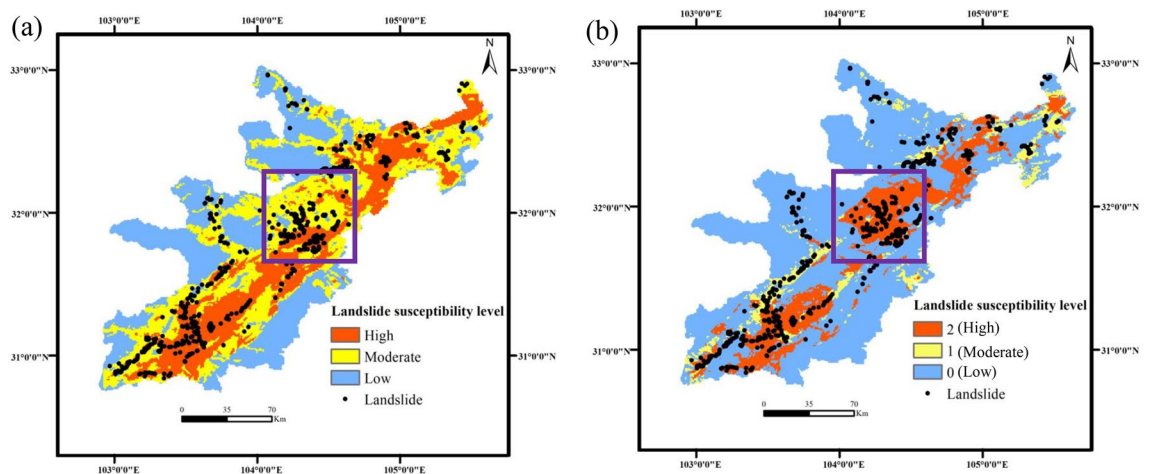 (a)
103°0'0"E 104°0'0"E 105°0'0"E
N
33°0'0"N
32°0'0"N
31°0'0"N
33°0'0"N
32°0'0"N
31°0'0"N
Landslide susceptibility level
High
Moderate
Low
Landslide
0 35 70
Km
103°0'0"E 104°0'0"E 105°0'0"E
(b)
103°0'0"E 104°0'0"E 105°0'0"E
N
33°0'0"N
32°0'0"N
31°0'0"N
33°0'0"N
32°0'0"N
31°0'0"N
Landslide susceptibility level
2 (High)
1 (Moderate)
0 (Low)
Landslide
0 35 70
Km
103°0'0"E 104°0'0"E 105°0'0"E